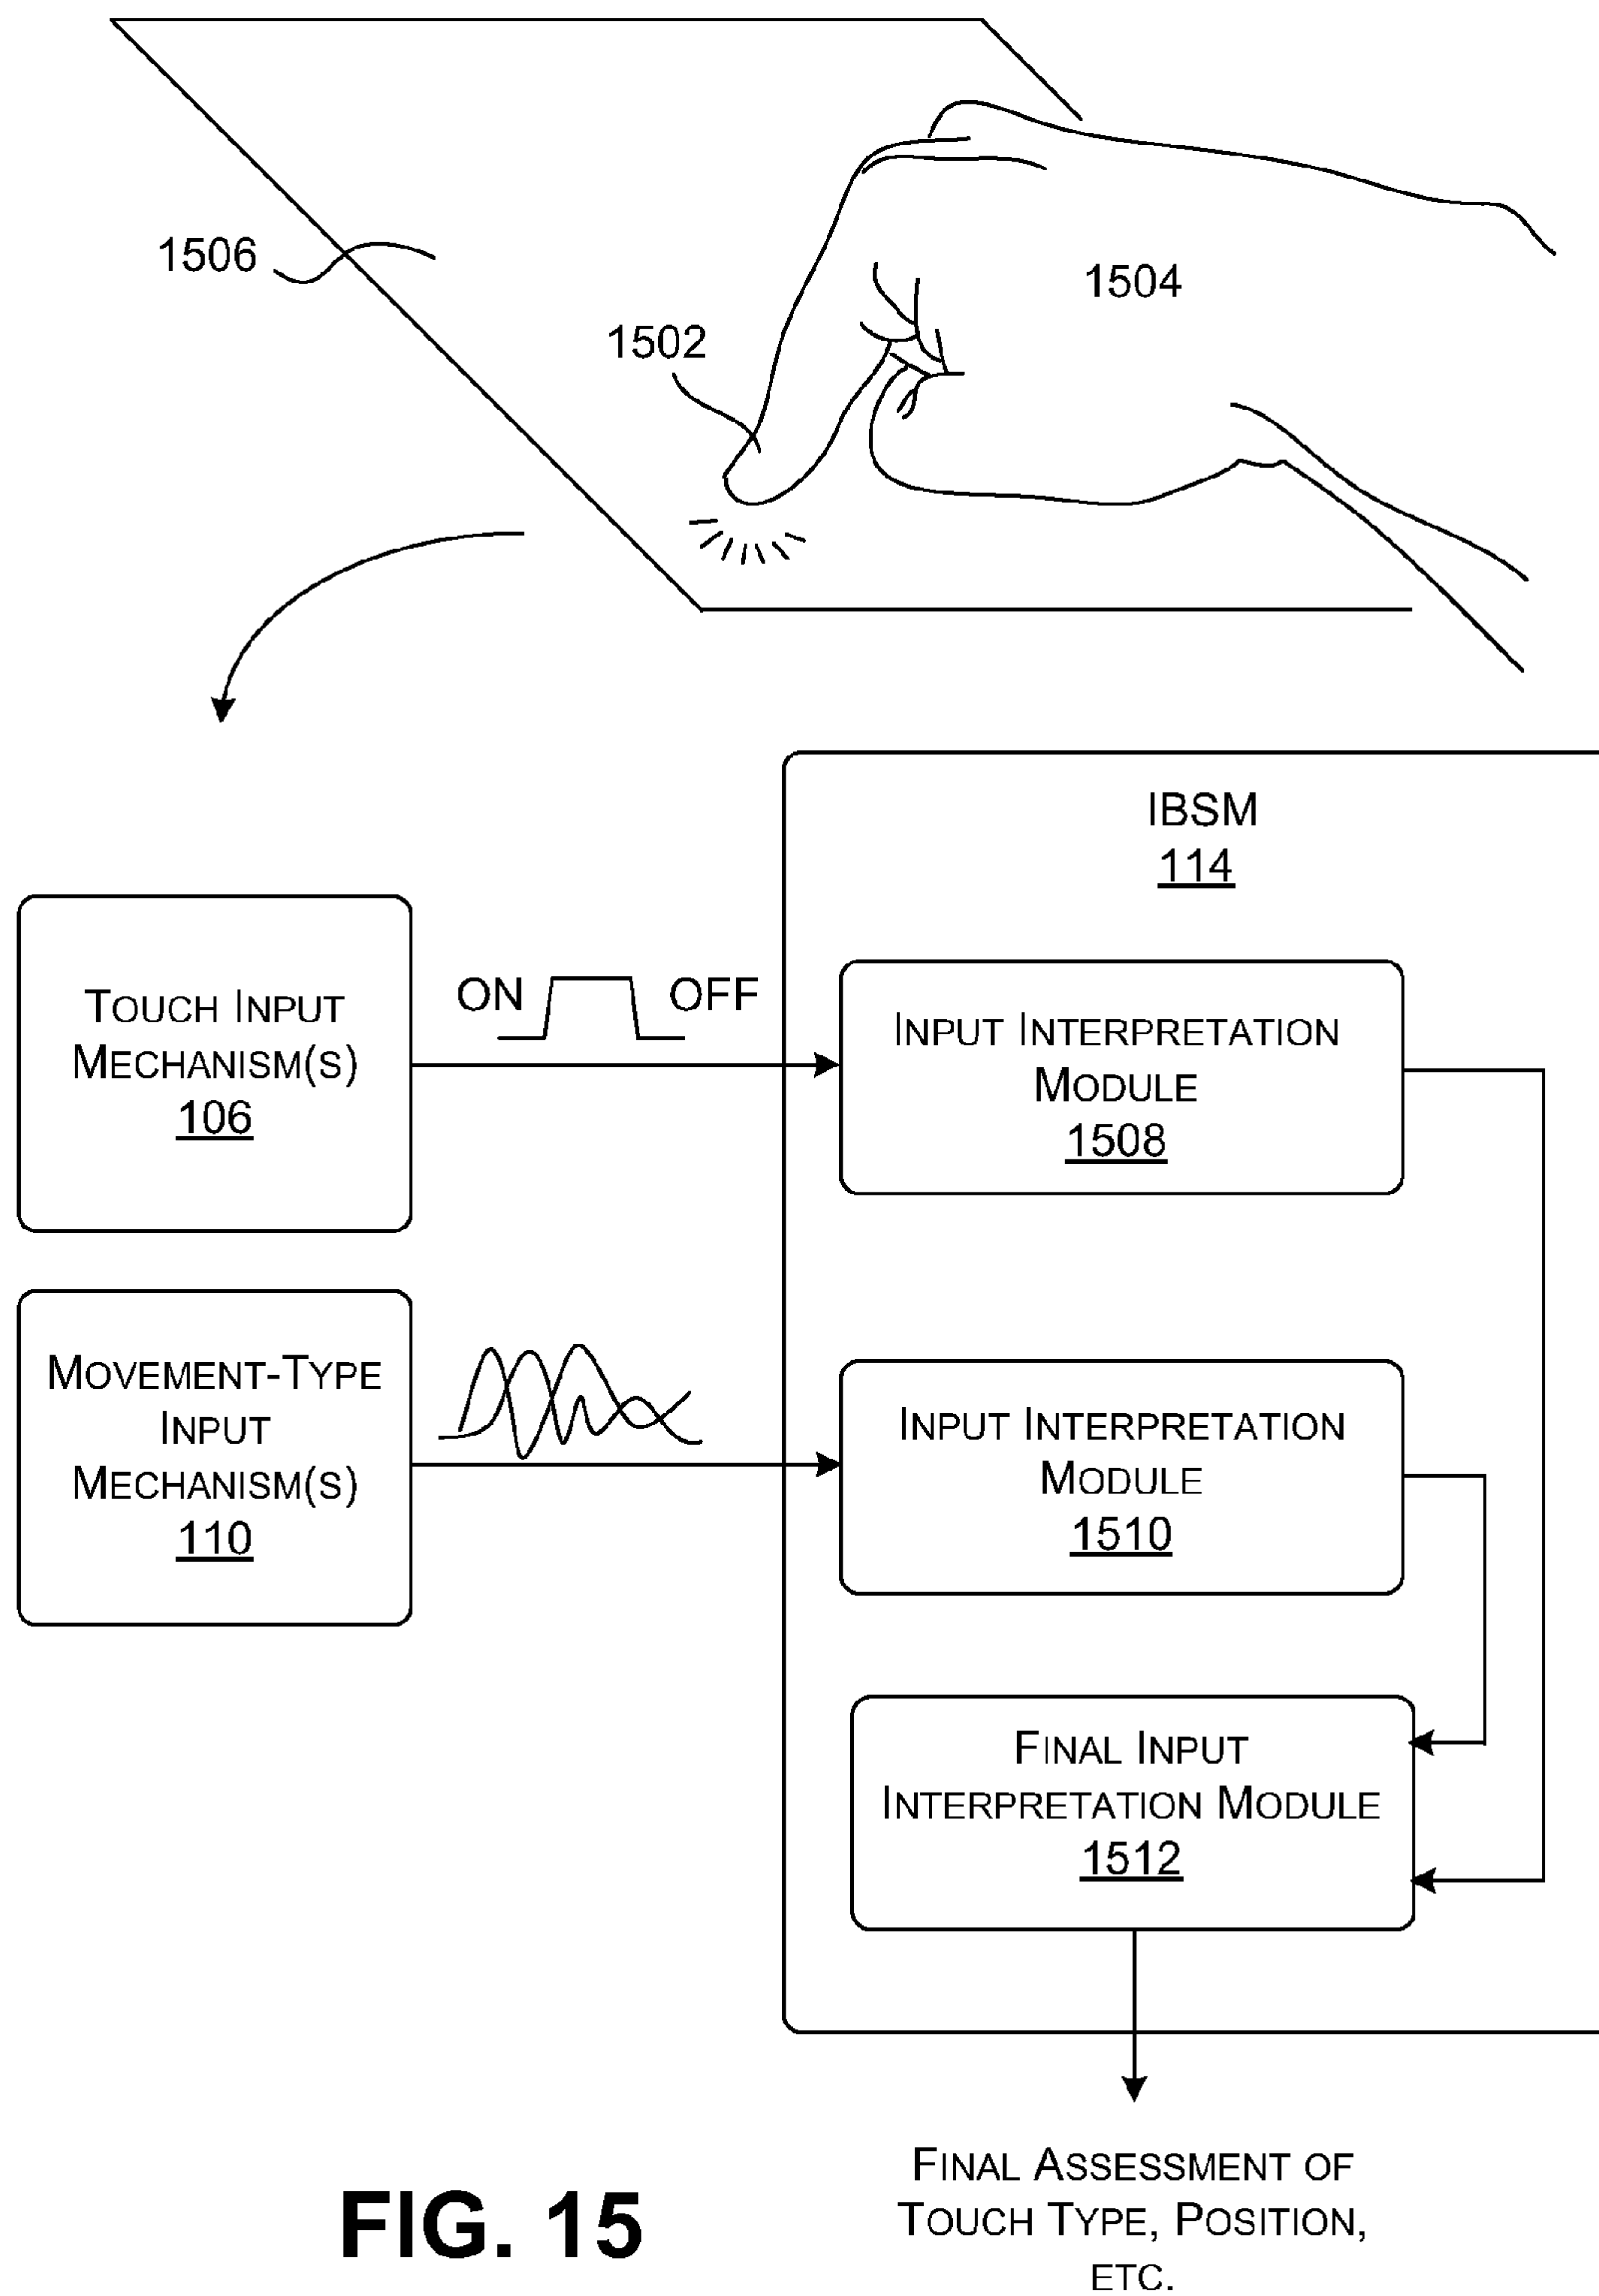 1506
1504
1502
IBSM
114
TOUCH INPUT
MECHANISM(S)
106
ON
OFF
INPUT INTERPRETATION
MODULE
1508
MOVEMENT-TYPE
INPUT
MECHANISM(S)
110
INPUT INTERPRETATION
MODULE
1510
FINAL INPUT
INTERPRETATION MODULE
1512
FINAL ASSESSMENT OF
TOUCH TYPE, POSITION,
ETC.
FIG. 15